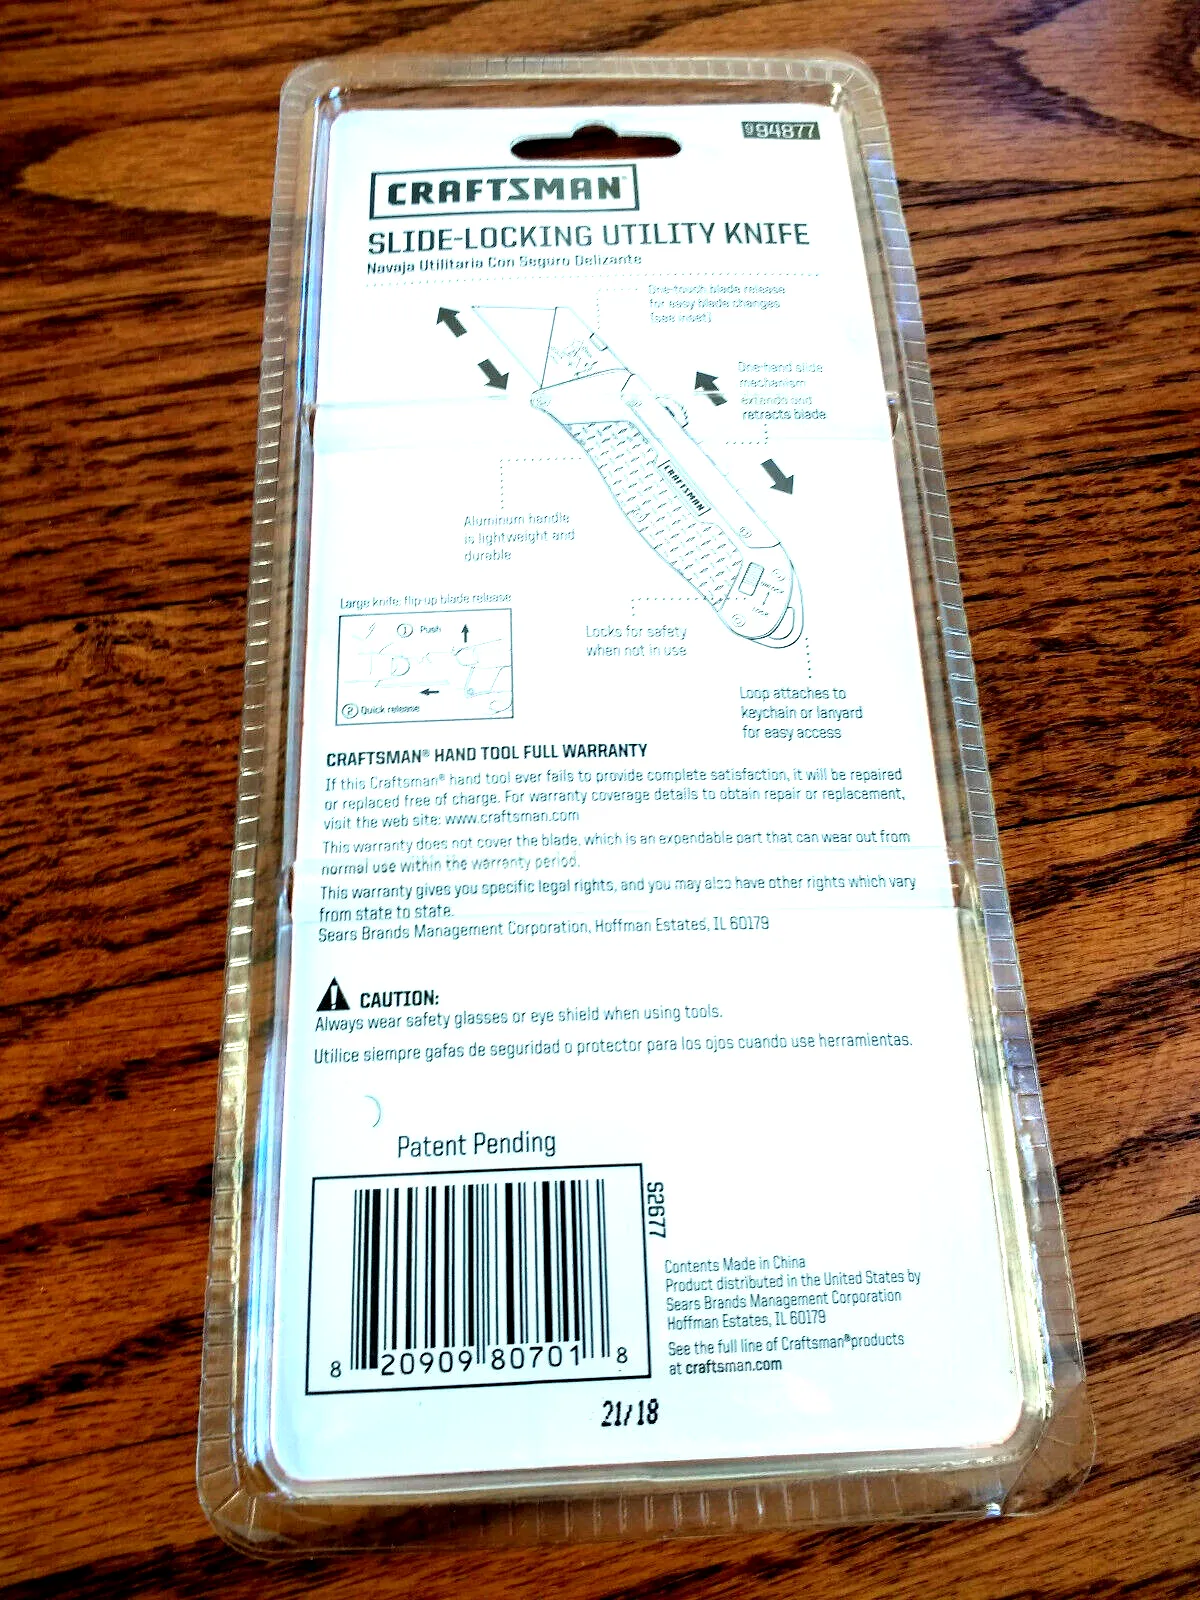 9 94877
CRAFTSMAN
SLIDE-LOCKING UTILITY KNIFE
Navaja Utilitaria Con Seguro Delizante
One-touch blade release
for easy blade changes
(see inset)
One-hand slide
mechanism
extends and
retracts blade
CRAFTSMAN
Aluminum handle
is lightweight and
durable
Large knife, flip-up blade release
1 Push
2 Quick release
LOCK
Locks for safety
when not in use
Loop attaches to
keychain or lanyard
for easy access
CRAFTSMAN® HAND TOOL FULL WARRANTY
If this Craftsman® hand tool ever fails to provide complete satisfaction, it will be repaired
or replaced free of charge. For warranty coverage details to obtain repair or replacement,
visit the web site: www.craftsman.com
This warranty does not cover the blade, which is an expendable part that can wear out from
normal use within the warranty period.
This warranty gives you specific legal rights, and you may also have other rights which vary
from state to state.
Sears Brands Management Corporation, Hoffman Estates, IL 60179
CAUTION:
Always wear safety glasses or eye shield when using tools.
Utilice siempre gafas de seguridad o protector para los ojos cuando use herramientas.
Patent Pending
8 20909 80701 8
S2677
Contents Made in China
Product distributed in the United States by
Sears Brands Management Corporation
Hoffman Estates, IL 60179
See the full line of Craftsman® products
at craftsman.com
21/18